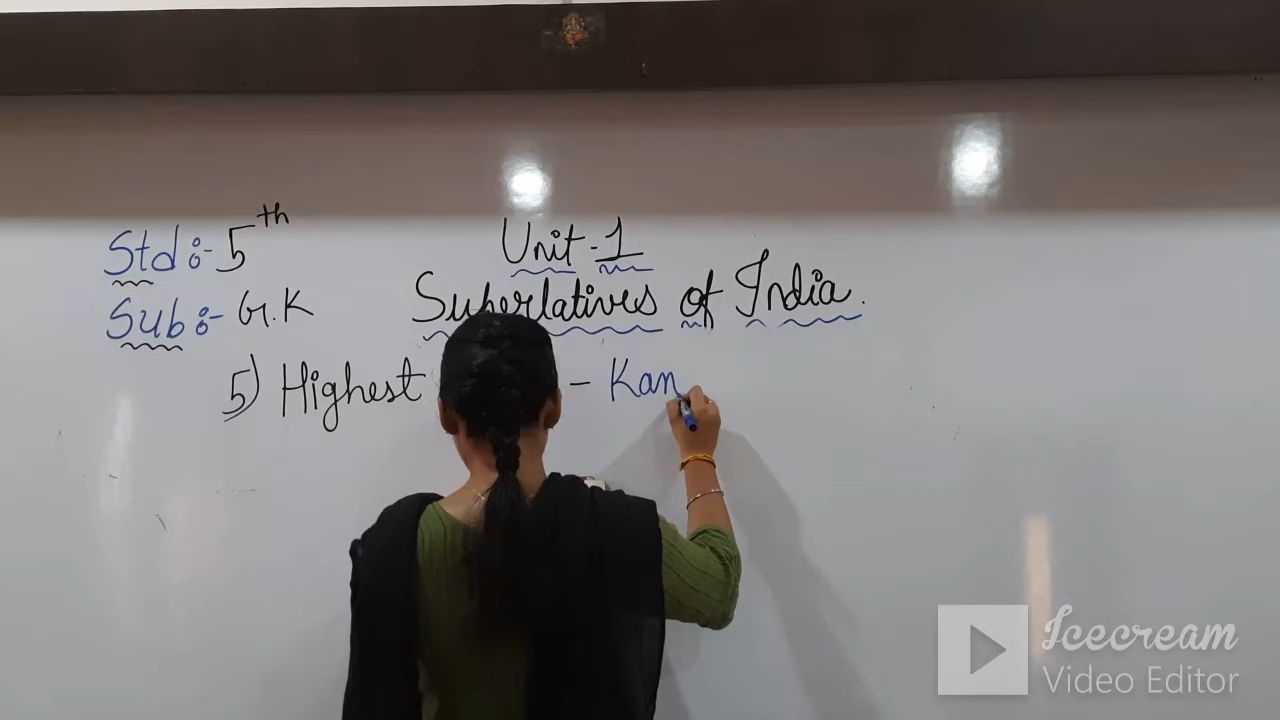 Std :- 5th
Unit - 1
Sub :- G.K
Superlatives of India.
5) Highest - Kan
Icecream
Video Editor